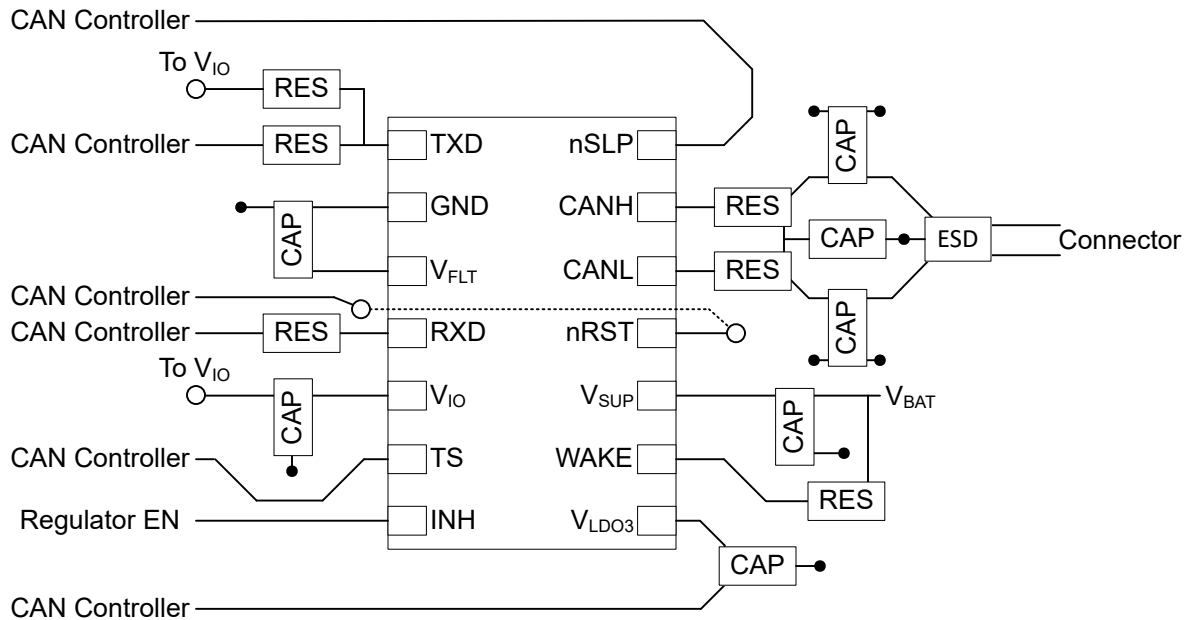 CAN Controller
To VIO
RES
CAN Controller
RES
TXD
nSLP
CAP
GND
CANH
RES
CAP
CAP
ESD
Connector
VFLT
CANL
RES
CAN Controller
CAN Controller
RES
RXD
nRST
CAP
To VIO
CAP
VIO
VSUP
CAP
VBAT
CAN Controller
TS
WAKE
RES
Regulator EN
INH
VLDO3
CAP
CAN Controller